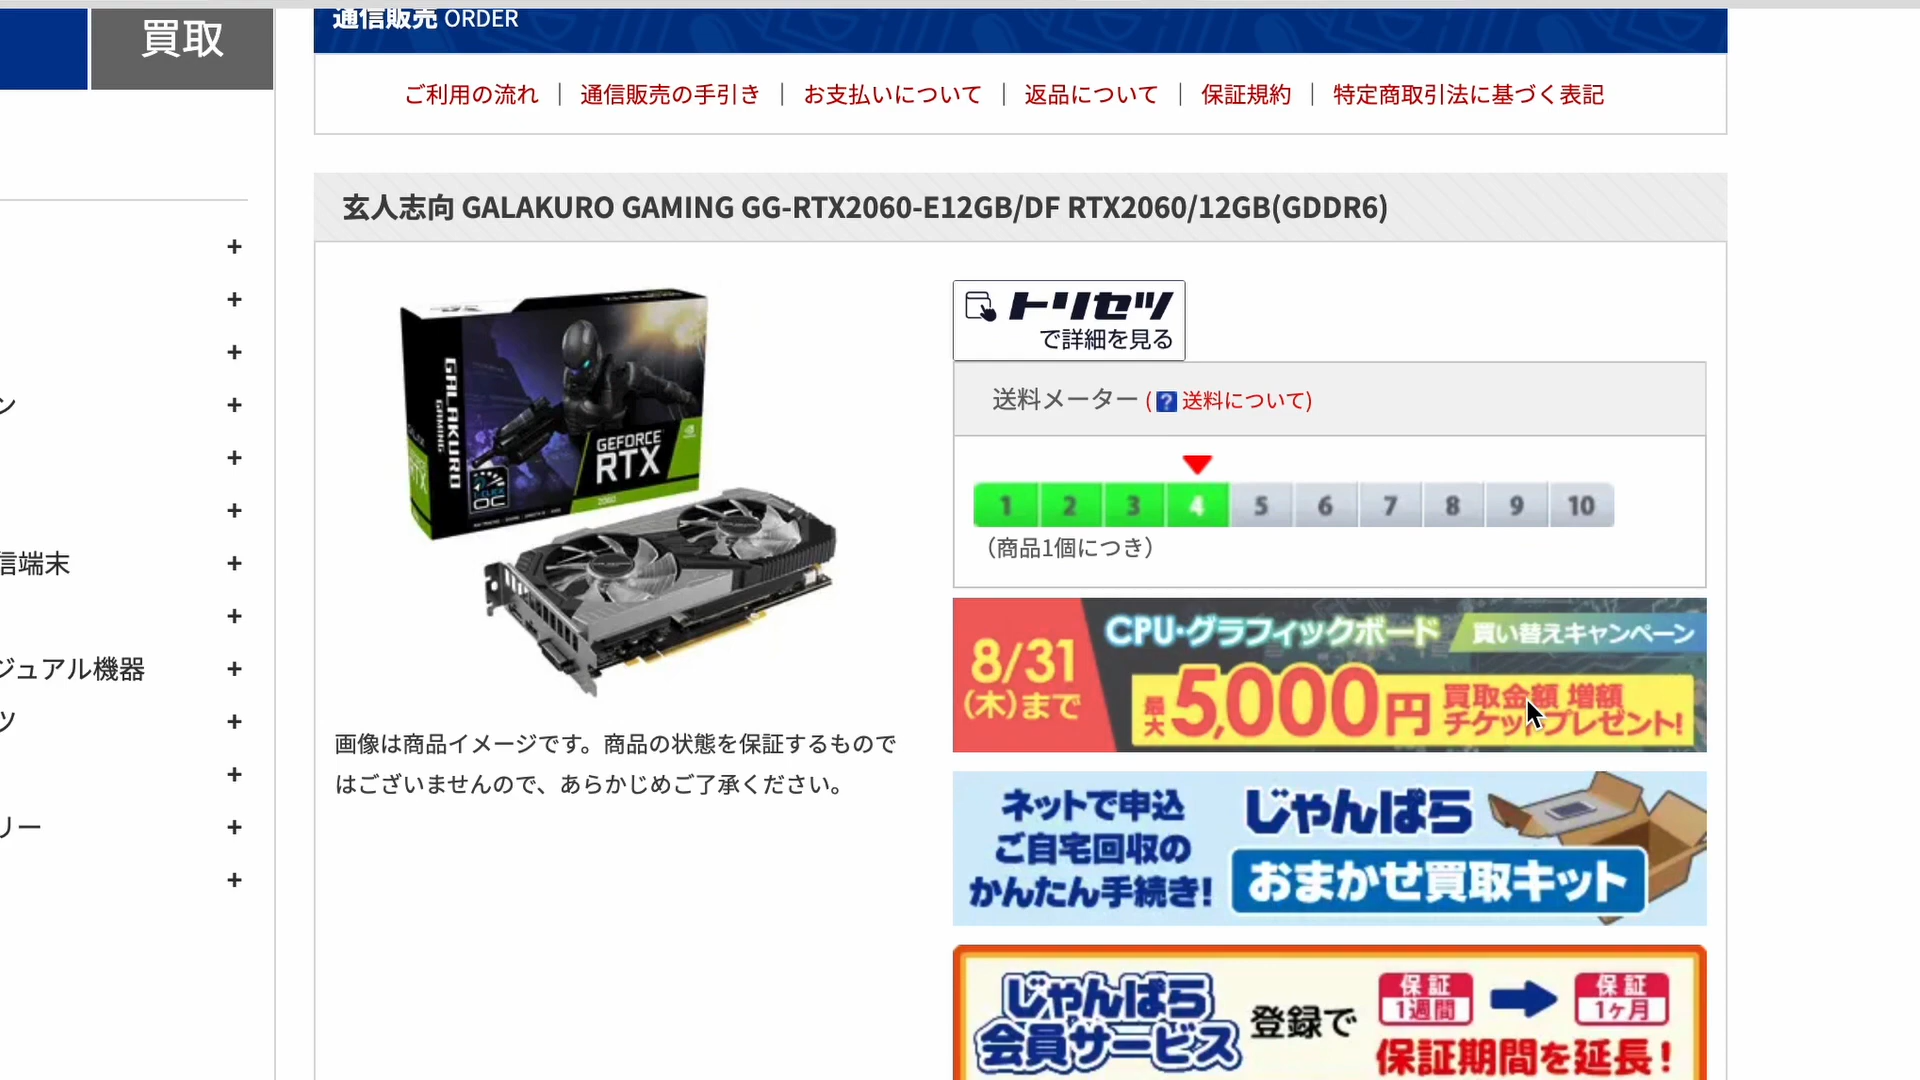 買取
通信販売 ORDER
ご利用の流れ | 通信販売の手引き | お支払いについて | 返品について | 保証規約 | 特定商取引法に基づく表記
玄人志向 GALAKURO GAMING GG-RTX2060-E12GB/DF RTX2060/12GB(GDDR6)
+
+
+
ン +
+
+
信端末 +
+
ジュアル機器 +
ツ +
+
リー +
+
GALAKURO
GAMING
GEFORCE
RTX
2060
1-CLICK
OC
RTX
画像は商品イメージです。商品の状態を保証するもので
はございませんので、あらかじめご了承ください。
トリセツ
で詳細を見る
送料メーター (? 送料について)
1 2 3 4 5 6 7 8 9 10
（商品1個につき）
8/31
(木)まで
CPU・グラフィックボード 買い替えキャンペーン
最大5,000円 買取金額 増額
チケットプレゼント!
ネットで申込
ご自宅回収の
かんたん手続き!
じゃんぱら
おまかせ買取キット
じゃんぱら
会員サービス
登録で
保証
1週間
保証
1ヶ月
保証期間を延長!